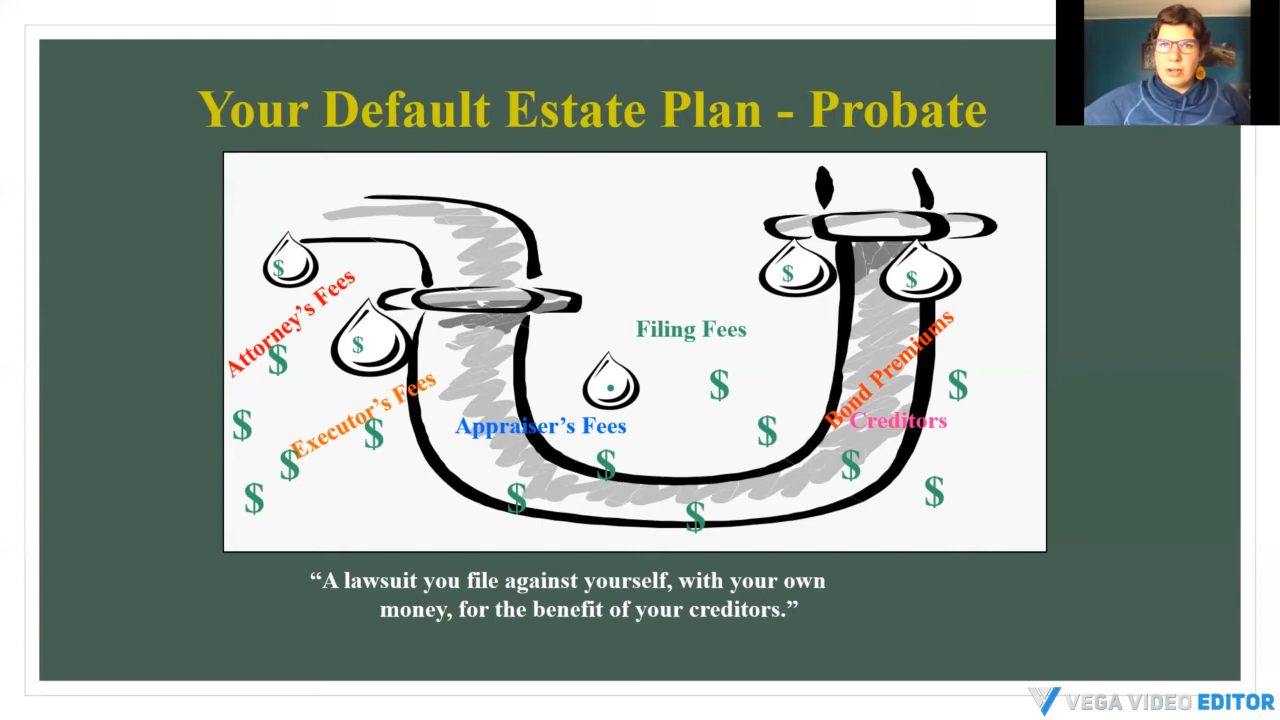 Your Default Estate Plan - Probate
$
$
$
$
Attorney's Fees
$
Executor's Fees
$
$
$
$
Appraiser's Fees
Filing Fees
$
$
$
$
$
Bond Premiums
Creditors
$
$
$
$
“A lawsuit you file against yourself, with your own
money, for the benefit of your creditors.”
VEGA VIDEO EDITOR